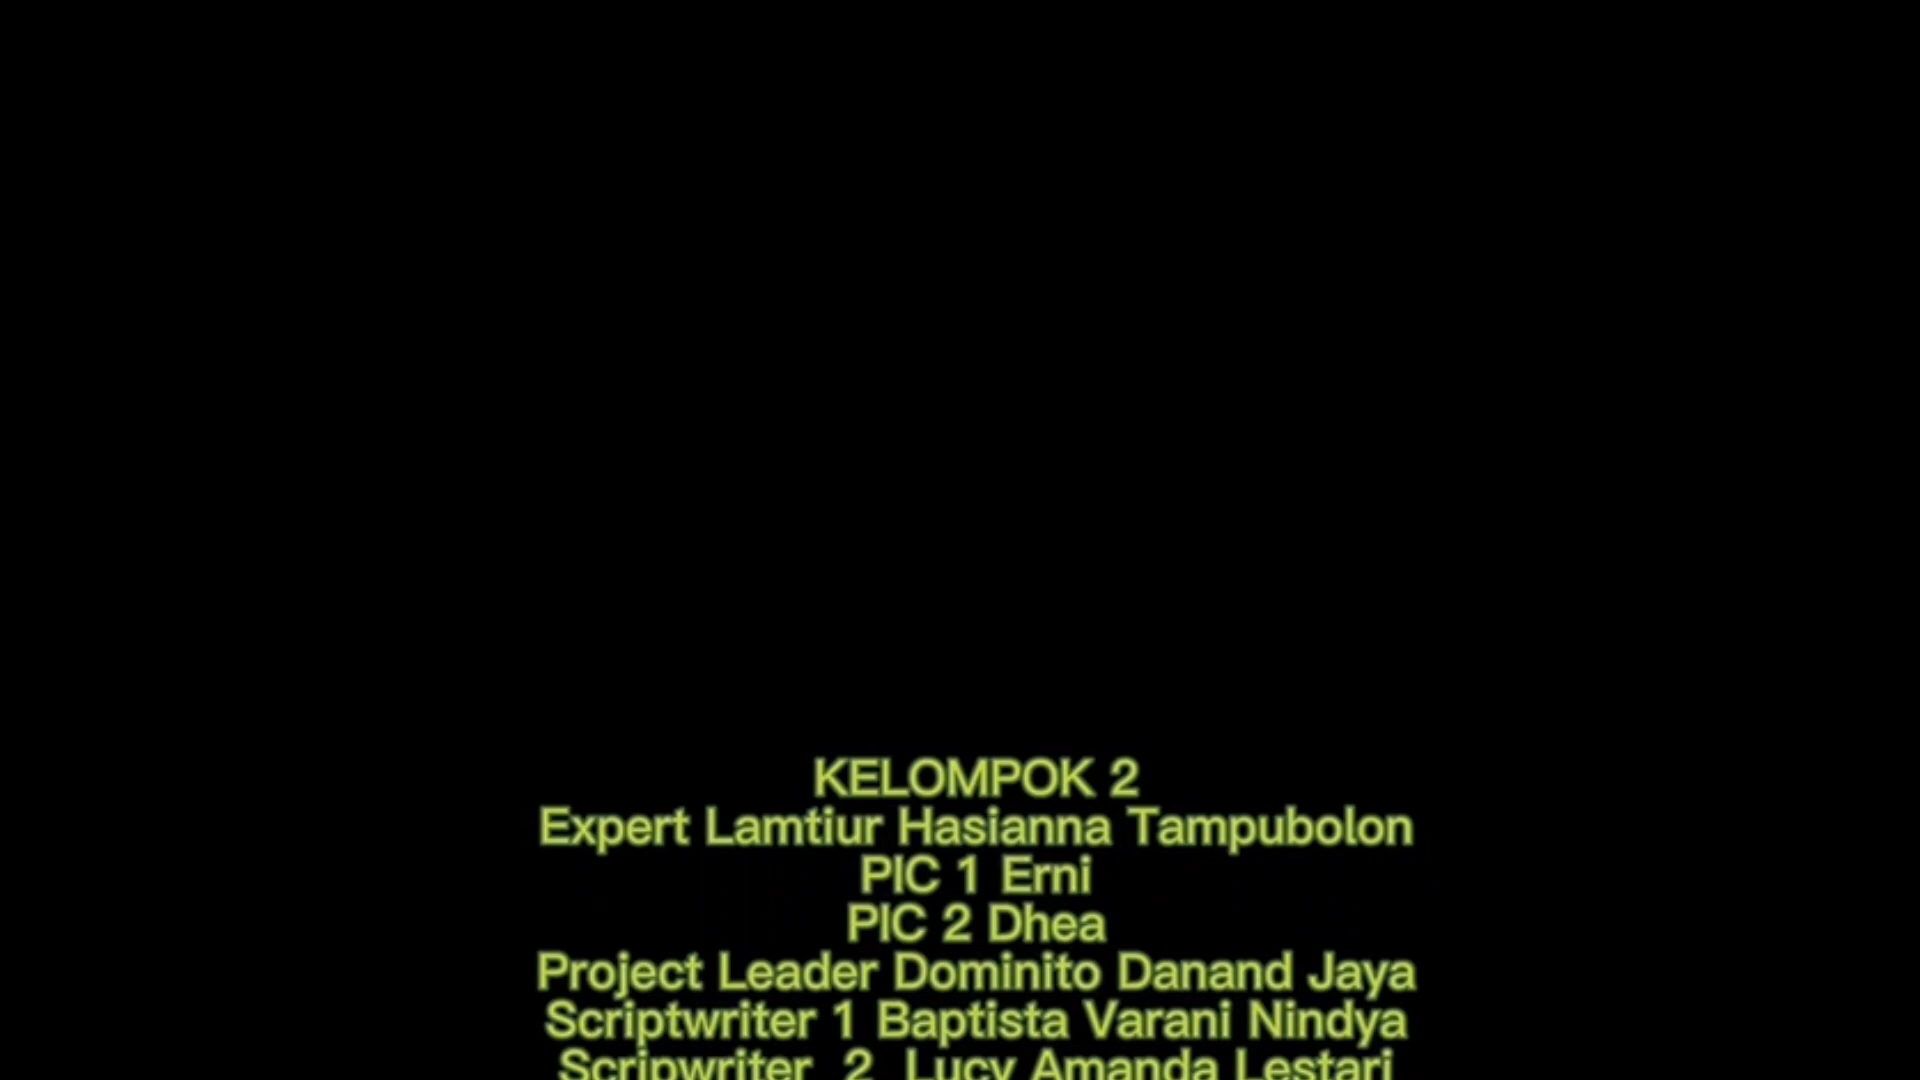 KELOMPOK 2
Expert Lamtiur Hasianna Tampubolon
PIC 1 Erni
PIC 2 Dhea
Project Leader Dominito Danand Jaya
Scriptwriter 1 Baptista Varani Nindya
Scripwriter 2 Lucy Amanda Lestari